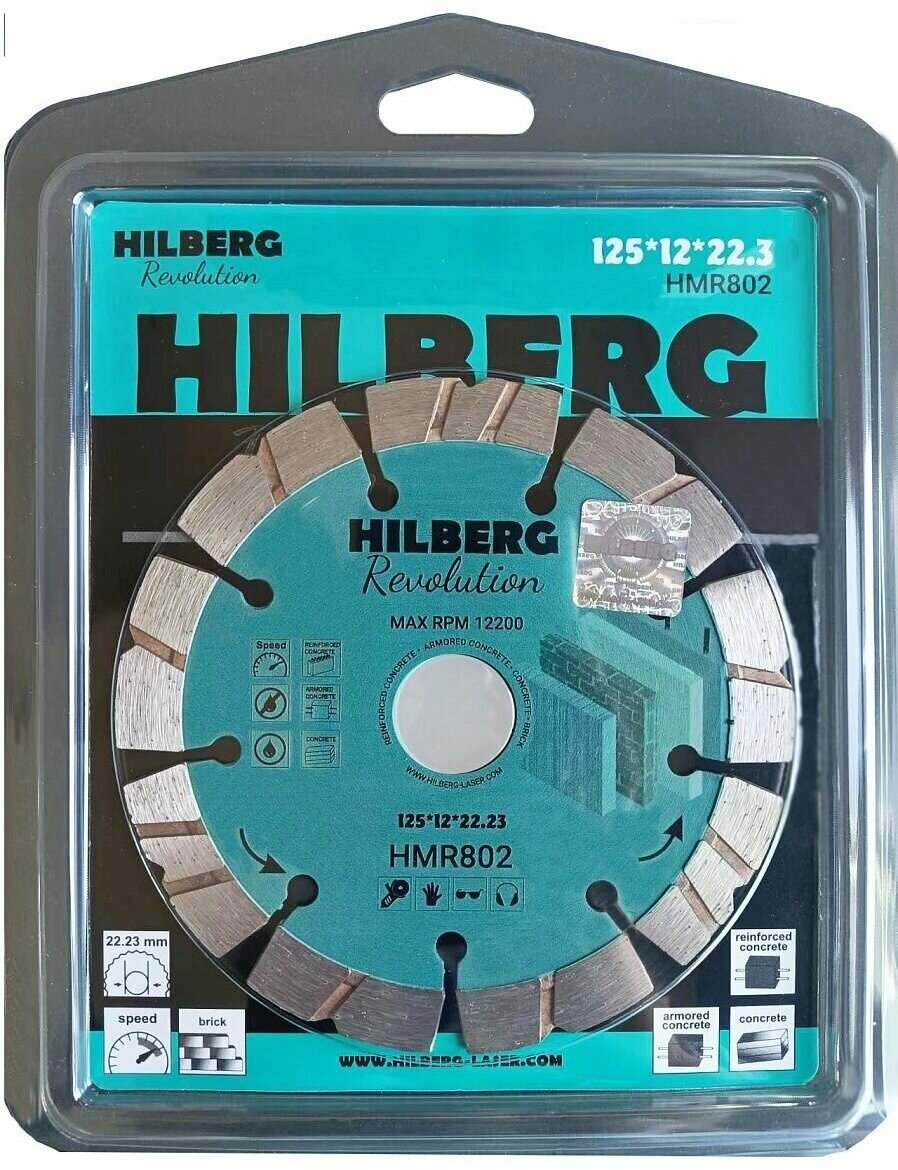 HILBERG
Revolution
125*12*22.3
HMR802
HILBERG
HILBERG
Revolution
HILBERG
MAX RPM 12200
REINFORCED CONCRETE · ARMORED CONCRETE · CONCRETE · BRICK
WWW.HILBERG-LASER.COM
Speed
REINFORCED
CONCRETE
ARMORED
CONCRETE
CONCRETE
125*12*22.23
HMR802
22.23 mm
speed
brick
reinforced
concrete
armored
concrete
concrete
WWW.HILBERG-LASER.COM